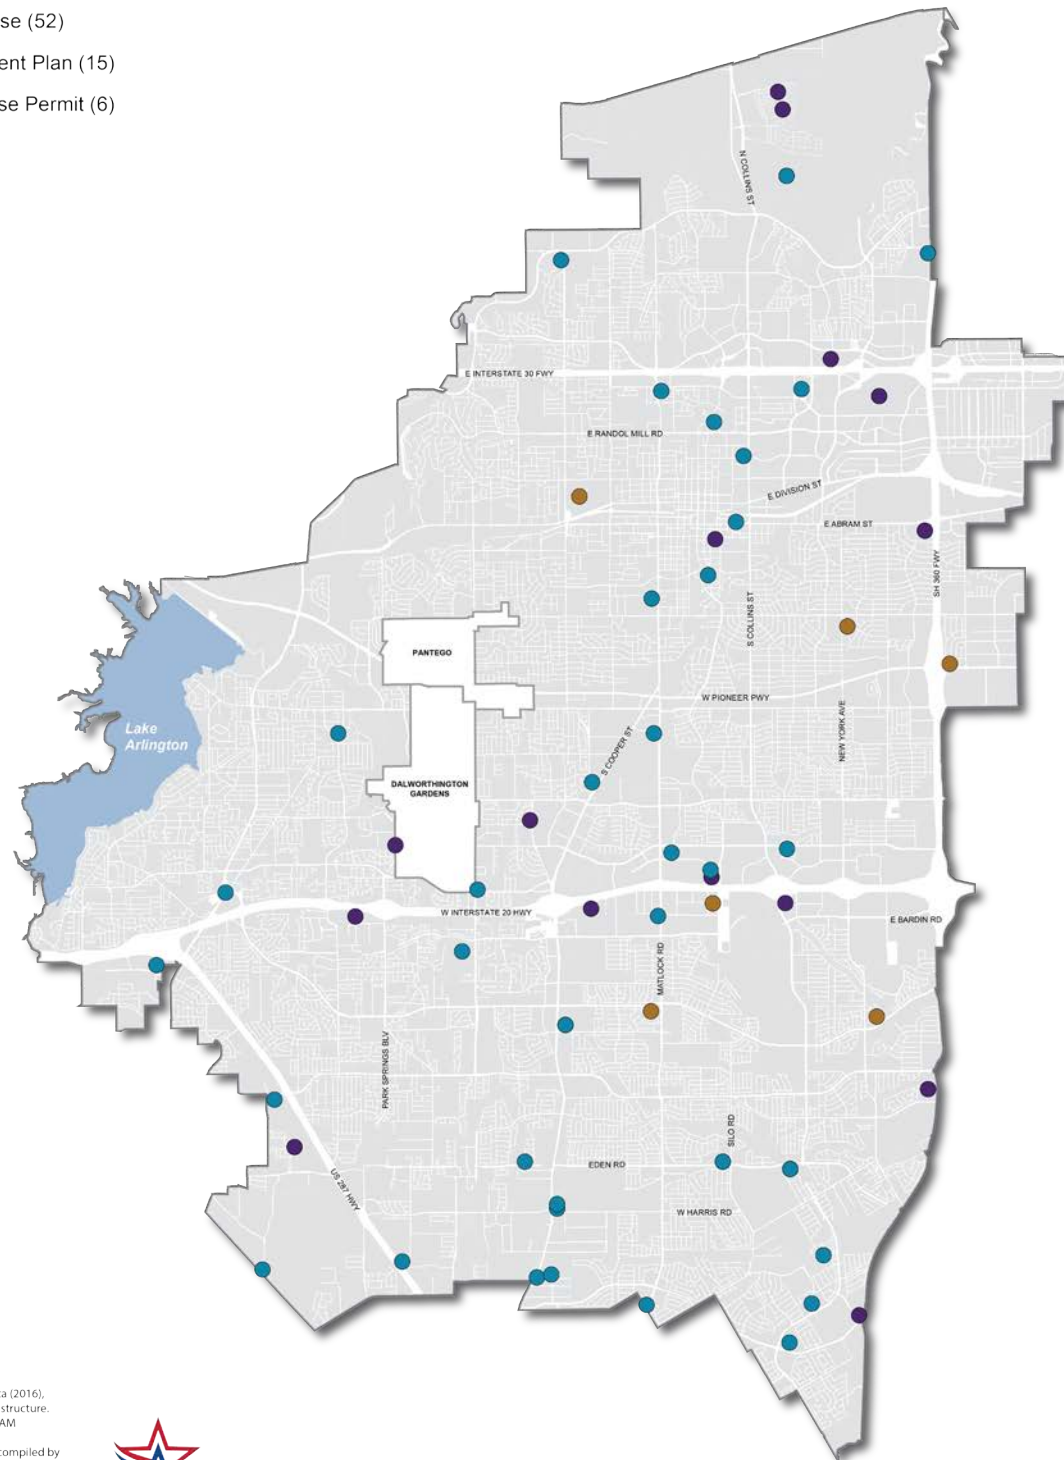 se (52)
ent Plan (15)
se Permit (6)
N COLLINS ST
E INTERSTATE 30 FWY
E RANDOL MILL RD
E DIVISION ST
E ABRAM ST
SH 360 FWY
S COLLINS ST
PANTEGO
W PIONEER PWY
NEW YORK AVE
Lake
Arlington
S COOPER ST
DALWORTHINGTON
GARDENS
W INTERSTATE 20 HWY
E BARDIN RD
MATLOCK RD
PARK SPRINGS BLV
SILO RD
EDEN RD
US 287 HWY
W HARRIS RD
a (2016),
structure.
AM
compiled by